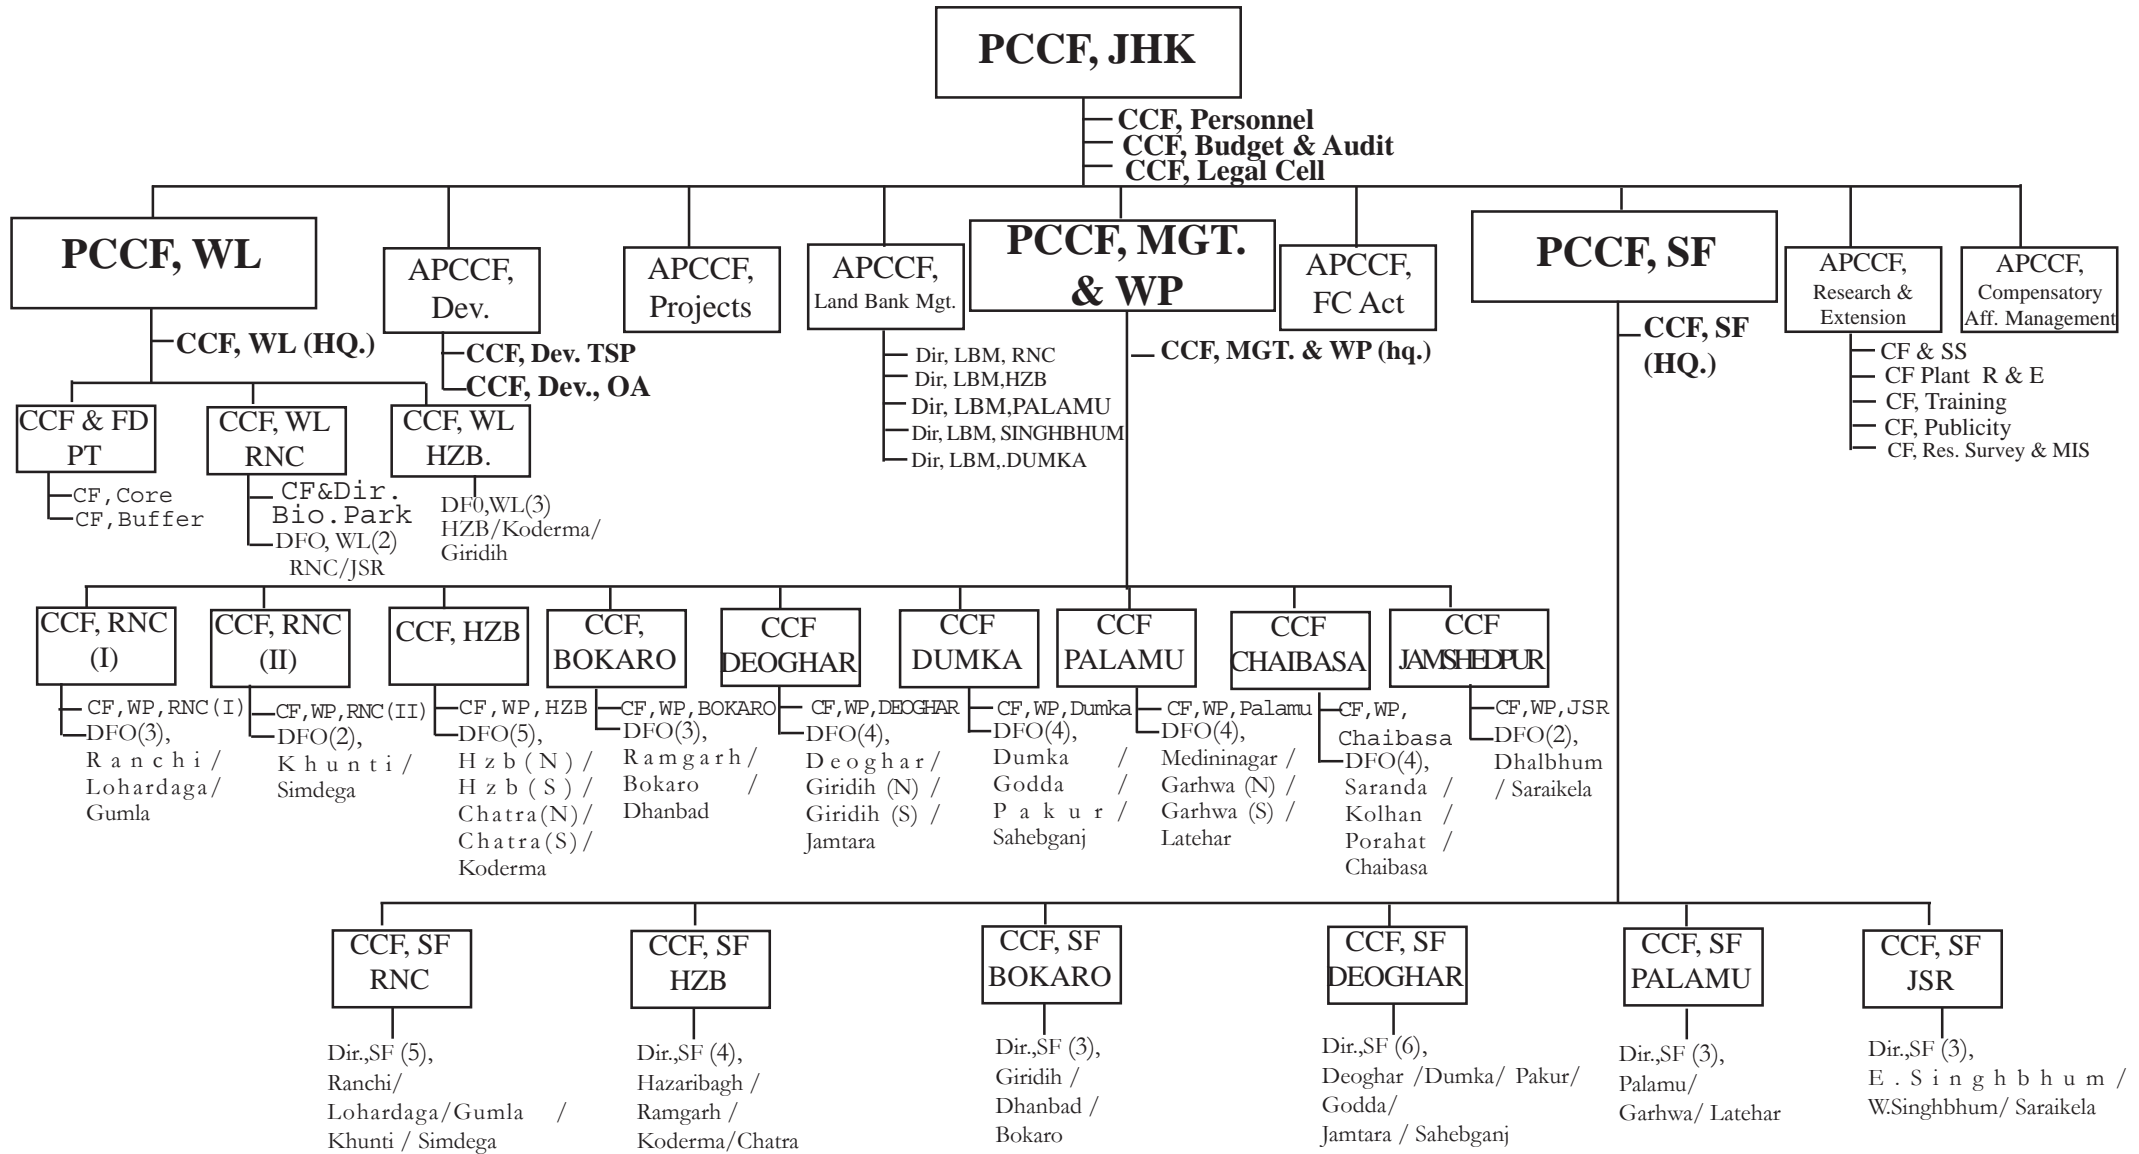 PCCF, JHK
CCF, Personnel
CCF, Budget & Audit
CCF, Legal Cell
PCCF, WL
CCF, WL (HQ.)
CCF & FD
PT
CF,Core
CF,Buffer
CCF, WL
RNC
CF&Dir.
Bio.Park
DFO, WL(2)
RNC/JSR
CCF, WL
HZB.
DF0,WL(3)
HZB/Koderma/
Giridih
APCCF,
Dev.
CCF, Dev. TSP
CCF, Dev., OA
APCCF,
Projects
APCCF,
Land Bank Mgt.
Dir, LBM, RNC
Dir, LBM,HZB
Dir, LBM,PALAMU
Dir, LBM, SINGHBHUM
Dir, LBM,.DUMKA
PCCF, MGT.
& WP
CCF, MGT. & WP (hq.)
APCCF,
FC Act
PCCF, SF
CCF, SF
(HQ.)
APCCF,
Research &
Extension
CF & SS
CF Plant R & E
CF, Training
CF, Publicity
CF, Res. Survey & MIS
APCCF,
Compensatory
Aff. Management
CCF, RNC
(I)
CF,WP,RNC(I)
DFO(3),
Ranchi/
Lohardaga/
Gumla
CCF, RNC
(II)
CF,WP,RNC(II)
DFO(2),
Khunti/
Simdega
CCF, HZB
CF,WP,HZB
DFO(5),
Hzb(N)/
Hzb(S)/
Chatra(N)/
Chatra(S)/
Koderma
CCF,
BOKARO
CF,WP,BOKARO
DFO(3),
Ramgarh/
Bokaro /
Dhanbad
CCF
DEOGHAR
CF,WP,DEOGHAR
DFO(4),
Deoghar/
Giridih (N) /
Giridih (S) /
Jamtara
CCF
DUMKA
CF,WP,Dumka
DFO(4),
Dumka /
Godda /
Pakur/
Sahebganj
CCF
PALAMU
CF,WP,Palamu
DFO(4),
Medininagar /
Garhwa (N) /
Garhwa (S) /
Latehar
CCF
CHAIBASA
CF,WP,
Chaibasa
DFO(4),
Saranda /
Kolhan /
Porahat /
Chaibasa
CCF
JAMSHEDPUR
CF,WP,JSR
DFO(2),
Dhalbhum
/ Saraikela
CCF, SF
RNC
Dir.,SF (5),
Ranchi/
Lohardaga/Gumla /
Khunti / Simdega
CCF, SF
HZB
Dir.,SF (4),
Hazaribagh /
Ramgarh /
Koderma/Chatra
CCF, SF
BOKARO
Dir.,SF (3),
Giridih /
Dhanbad /
Bokaro
CCF, SF
DEOGHAR
Dir.,SF (6),
Deoghar /Dumka/ Pakur/
Godda/
Jamtara / Sahebganj
CCF, SF
PALAMU
Dir.,SF (3),
Palamu/
Garhwa/ Latehar
CCF, SF
JSR
Dir.,SF (3),
E.Singhbhum/
W.Singhbhum/ Saraikela